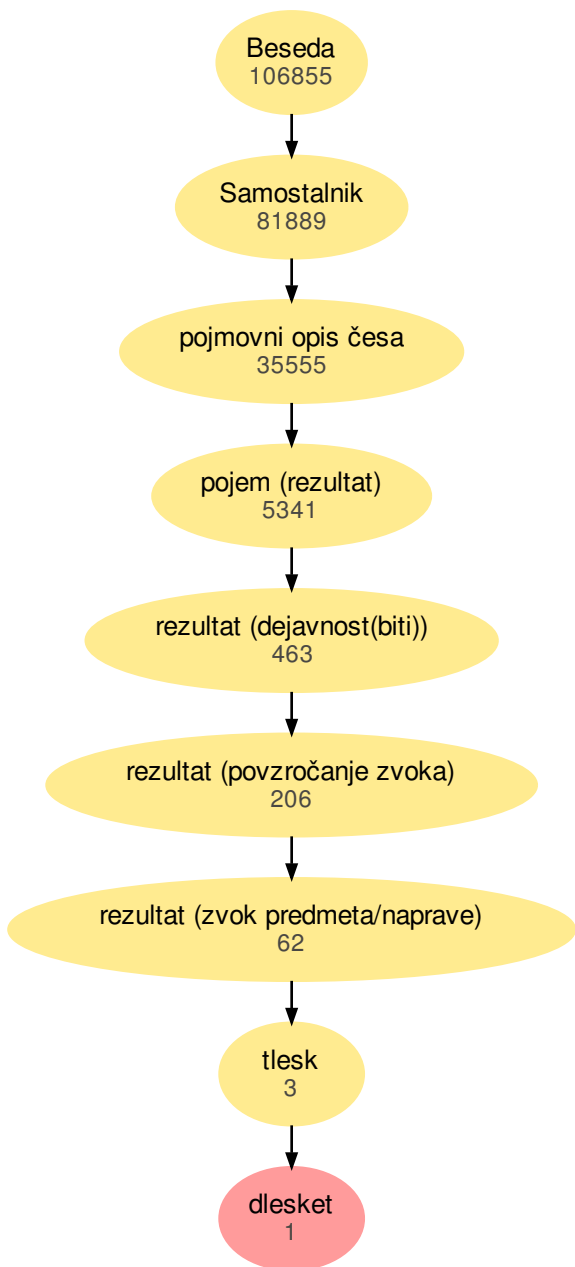 Beseda
106855
Samostalnik
81889
pojmovni opis česa
35555
pojem (rezultat)
5341
rezultat (dejavnost(biti))
463
rezultat (povzročanje zvoka)
206
rezultat (zvok predmeta/naprave)
62
tlesk
3
dlesket
1